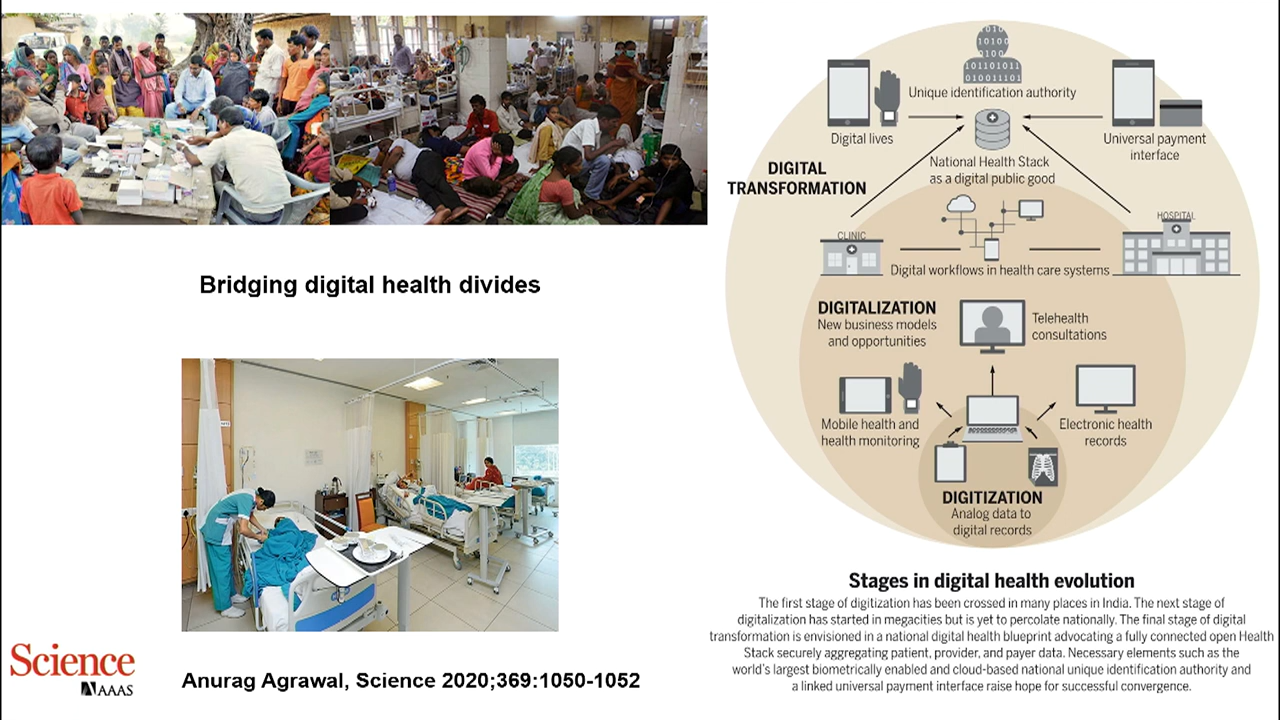 Bridging digital health divides
Science
AAAS
Anurag Agrawal, Science 2020;369:1050-1052
10100
0100
101101011
010011101
Unique identification authority
Digital lives
Universal payment
interface
National Health Stack
as a digital public good
DIGITAL
TRANSFORMATION
CLINIC
HOSPITAL
Digital workflows in health care systems
DIGITALIZATION
New business models
and opportunities
Telehealth
consultations
Mobile health and
health monitoring
Electronic health
records
DIGITIZATION
Analog data to
digital records
Stages in digital health evolution
The first stage of digitization has been crossed in many places in India. The next stage of
digitalization has started in megacities but is yet to percolate nationally. The final stage of digital
transformation is envisioned in a national digital health blueprint advocating a fully connected open Health
Stack securely aggregating patient, provider, and payer data. Necessary elements such as the
world's largest biometrically enabled and cloud-based national unique identification authority and
a linked universal payment interface raise hope for successful convergence.